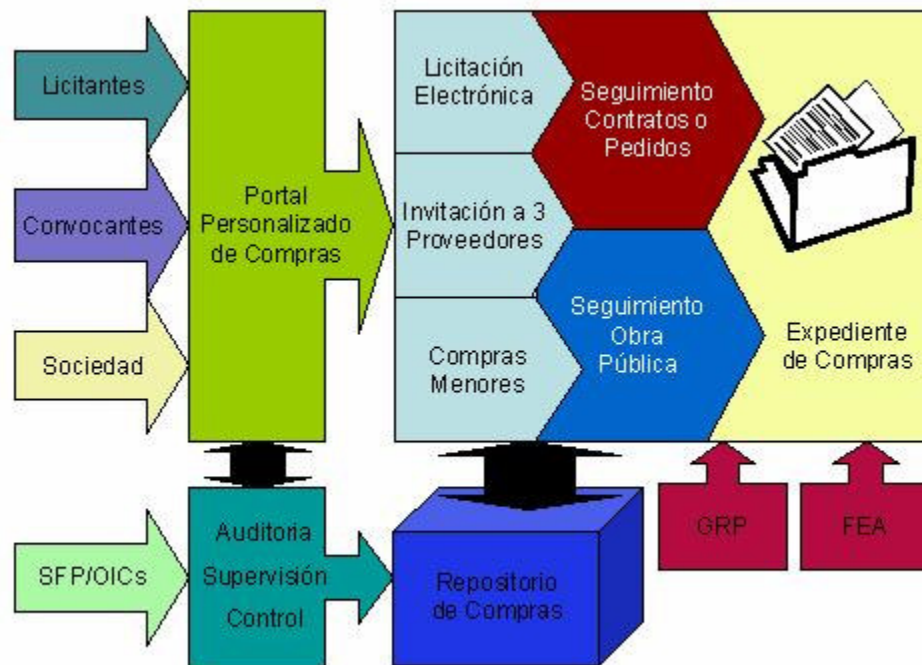 Licitantes
Convocantes
Sociedad
Portal
Personalizado
de Compras
Licitación
Electrónica
Invitación a 3
Proveedores
Compras
Menores
Seguimiento
Contratos o
Pedidos
Seguimiento
Obra
Pública
Expediente
de Compras
SFP/OICs
Auditoria
Supervisión
Control
Repositorio
de Compras
GRP
FEA